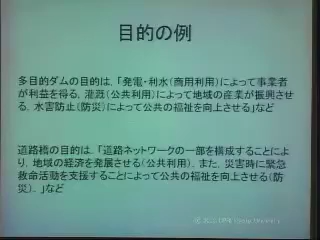 目的の例
多目的ダムの目的は、「発電・利水（商用利用）によって事業者
が利益を得る，灌漑（公共利用）によって地域の産業が振興させ
る，水害防止（防災）によって公共の福祉を向上させる」など
道路橋の目的は，「道路ネットワークの一部を構成することによ
り，地域の経済を発展させる（公共利用）．また，災害時に緊急
救命活動を支援することによって公共の福祉を向上させる（防
災）．」など